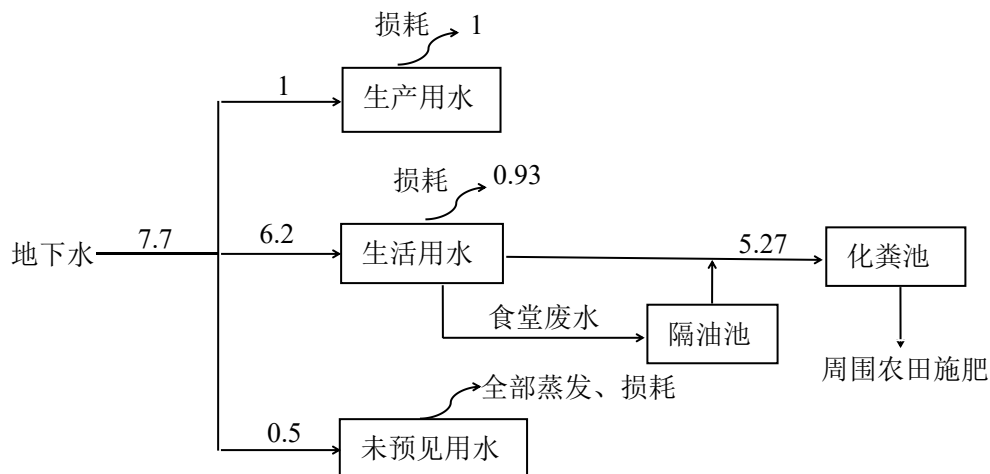 损耗 1
1
生产用水
损耗 0.93
地下水 7.7 6.2 生活用水 5.27 化粪池
食堂废水 隔油池
周围农田施肥
全部蒸发、损耗
0.5 未预见用水